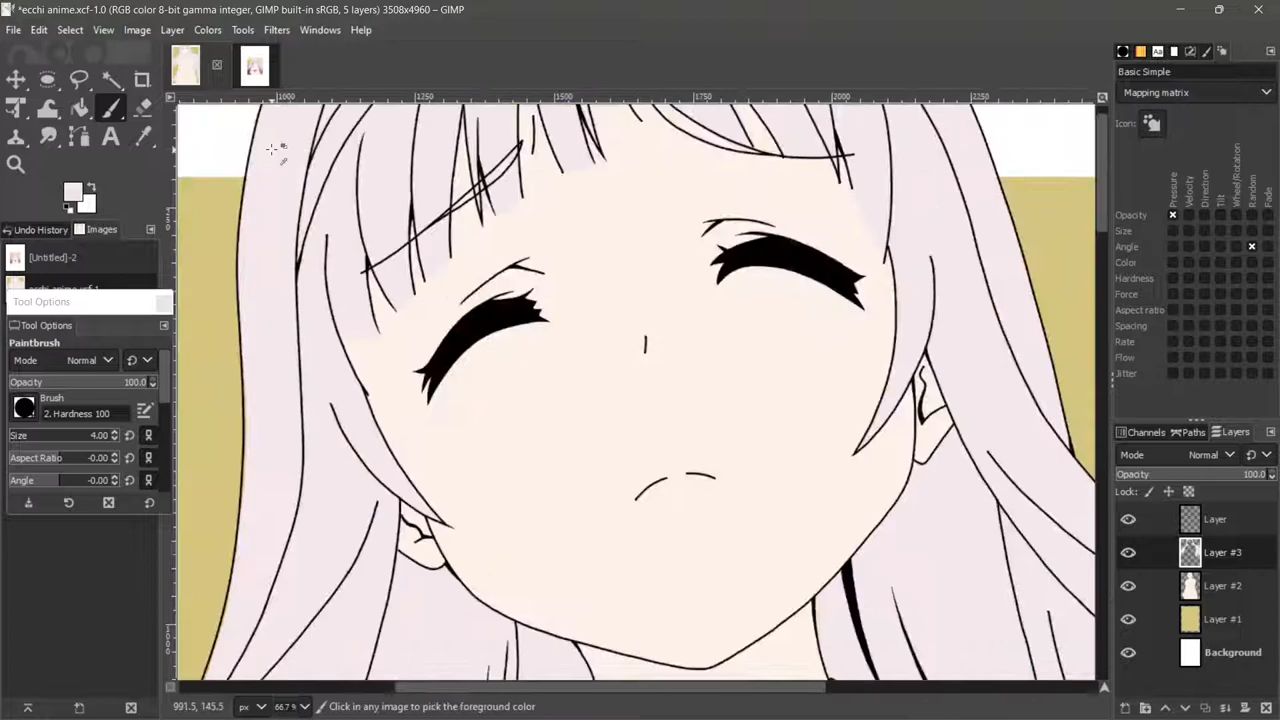 *ecchi anime.xcf-1.0 (RGB color 8-bit gamma integer, GIMP built-in sRGB, 5 layers) 3508x4960 – GIMP
File Edit Select View Image Layer Colors Tools Filters Windows Help
1000 1250 1500 1750 2000 2250
Undo History Images
[Untitled]-2
ecchi anime.xcf-1
Tool Options
Tool Options
Paintbrush
Mode Normal
Opacity 100.0
Brush
2. Hardness 100
Size 4.00
Aspect Ratio -0.00
Angle -0.00
Basic Simple
Mapping matrix
Icon:
Pressure
Velocity
Direction
Tilt
Wheel/Rotation
Random
Fade
Opacity
Size
Angle
Color
Hardness
Force
Aspect ratio
Spacing
Rate
Flow
Jitter
Channels Paths Layers
Mode Normal
Opacity 100.0
Lock:
Layer
Layer #3
Layer #2
Layer #1
Background
991.5, 145.5 px 66.7 % Click in any image to pick the foreground color